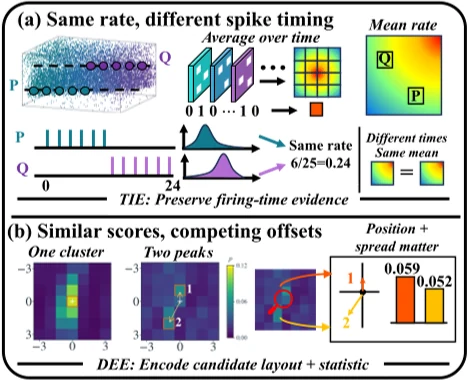 (a) Same rate, different spike timing
Mean rate
Average over time
Q
P
Q
P
0 1 0 ··· 1 0
P
Q
0
24
Same rate
6/25=0.24
Different times
Same mean
=
TIE: Preserve firing-time evidence
(b) Similar scores, competing offsets
One cluster
Two peaks
Position +
spread matter
−3
0
3
−3 0 3
−3
0
3
−3 0 3
1
2
P
0.12
0.06
0.00
1
2
0.059
0.052
DEE: Encode candidate layout + statistic